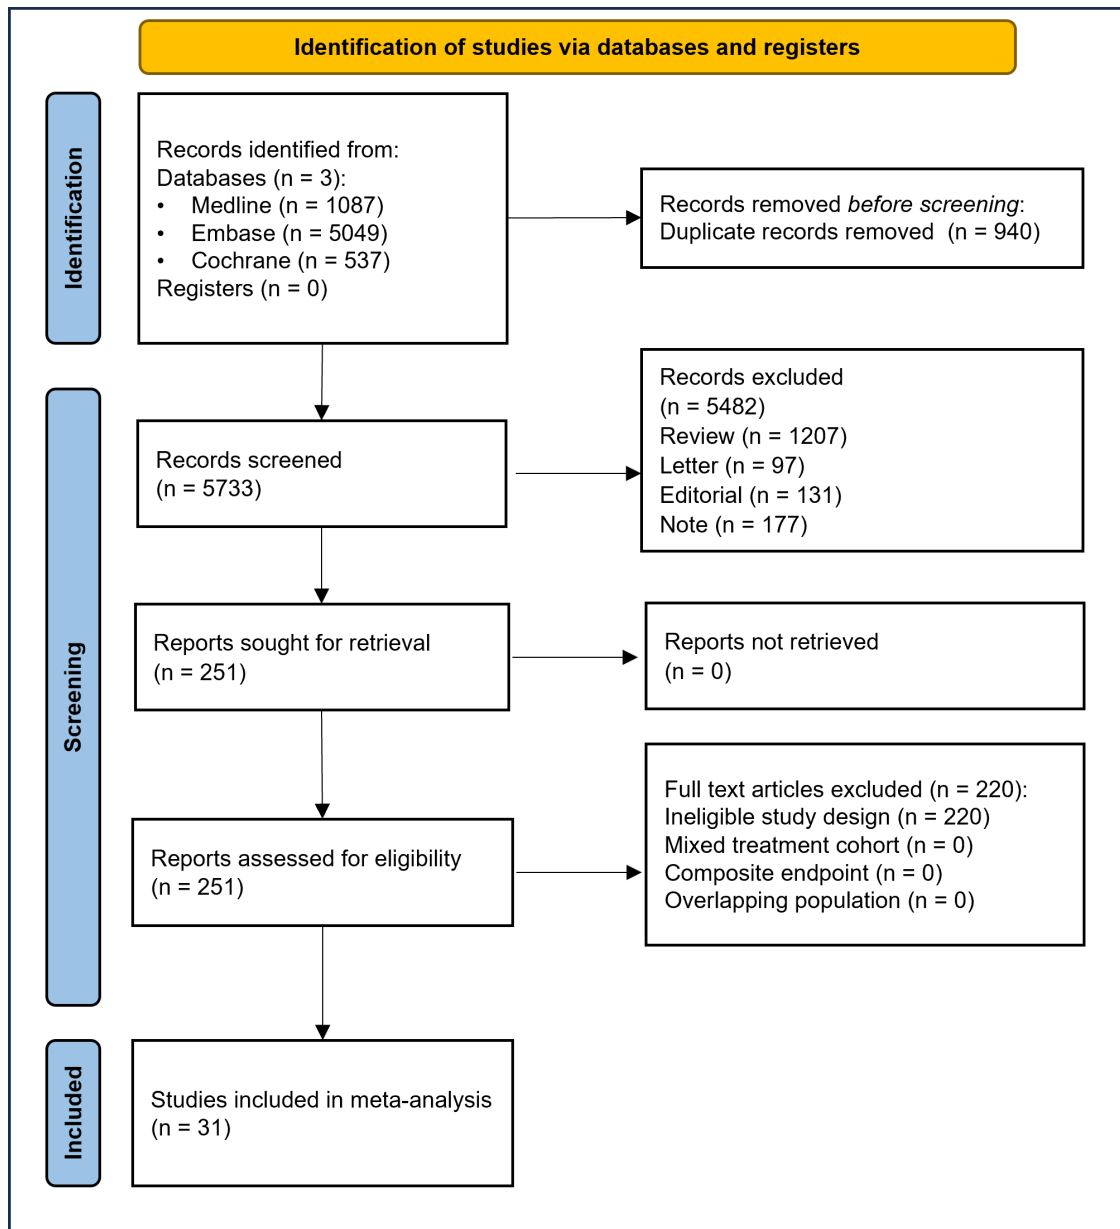 Identification of studies via databases and registers
Identification
Records identified from:
Databases (n = 3):
• Medline (n = 1087)
• Embase (n = 5049)
• Cochrane (n = 537)
Registers (n = 0)
Records removed before screening:
Duplicate records removed (n = 940)
Screening
Records screened
(n = 5733)
Records excluded
(n = 5482)
Review (n = 1207)
Letter (n = 97)
Editorial (n = 131)
Note (n = 177)
Reports sought for retrieval
(n = 251)
Reports not retrieved
(n = 0)
Reports assessed for eligibility
(n = 251)
Full text articles excluded (n = 220):
Ineligible study design (n = 220)
Mixed treatment cohort (n = 0)
Composite endpoint (n = 0)
Overlapping population (n = 0)
Included
Studies included in meta-analysis
(n = 31)